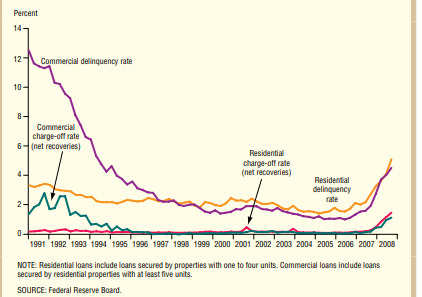 Percent
14
12
10
8
6
4
2
0
Commercial delinquency rate
Commercial
charge-off rate
(net recoveries)
Residential
charge-off rate
(net recoveries)
Residential
delinquency
rate
1991 1992 1993 1994 1995 1996 1997 1998 1999 2000 2001 2002 2003 2004 2005 2006 2007 2008
NOTE: Residential loans include loans secured by properties with one to four units. Commercial loans include loans
secured by residential properties with at least five units.
SOURCE: Federal Reserve Board.